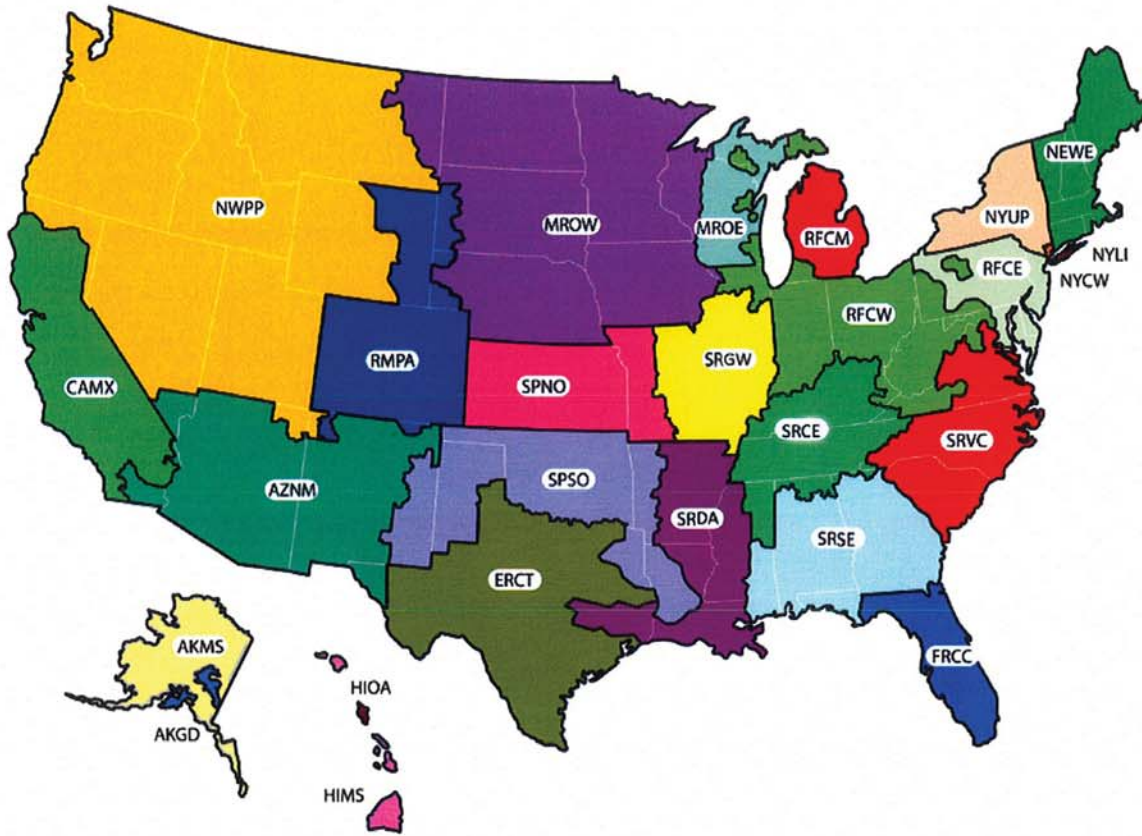 NEWE
NWPP
NYUP
MROW
MROE
RFCM
NYLI
RFCE
NYCW
RFCW
RMPA
SRGW
CAMX
SPNO
SRCE
SRVC
SPSO
AZNM
SRDA
SRSE
ERCT
AKMS
FRCC
HIOA
AKGD
HIMS